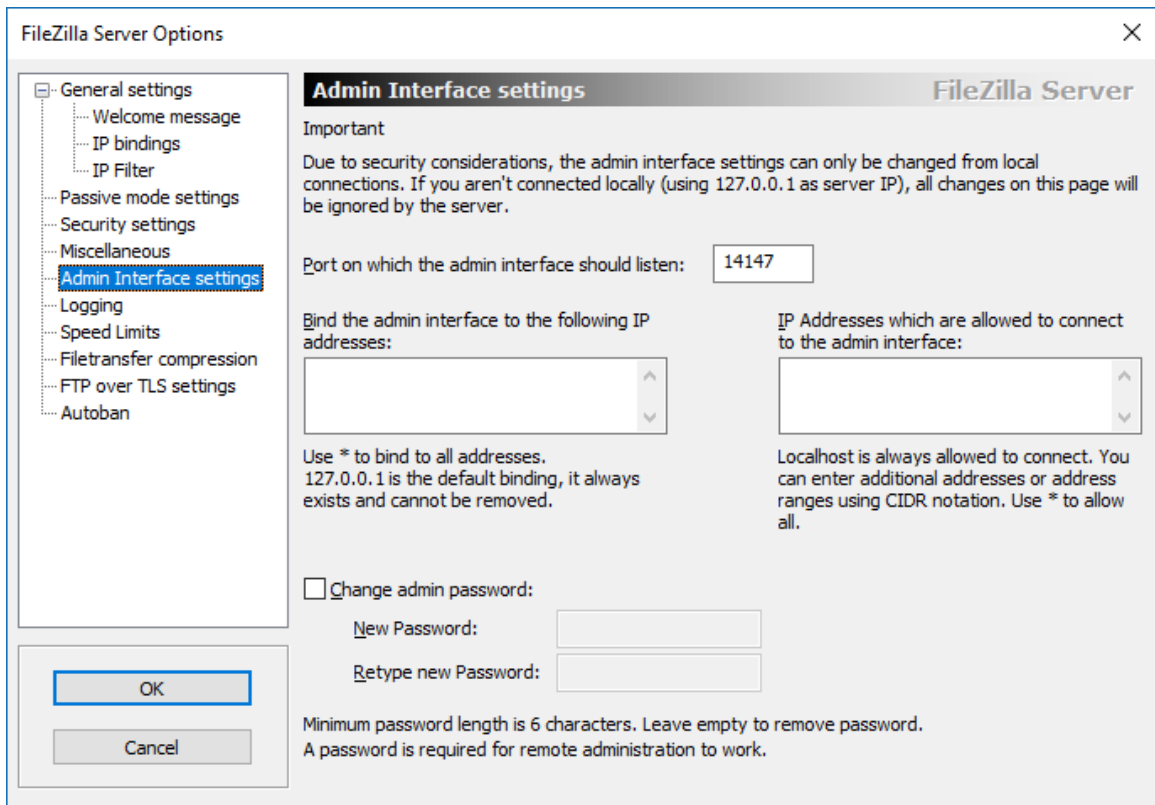 FileZilla Server Options
General settings
Welcome message
IP bindings
IP Filter
Passive mode settings
Security settings
Miscellaneous
Admin Interface settings
Logging
Speed Limits
Filetransfer compression
FTP over TLS settings
Autoban
OK
Cancel
Admin Interface settings
FileZilla Server
Important
Due to security considerations, the admin interface settings can only be changed from local
connections. If you aren't connected locally (using 127.0.0.1 as server IP), all changes on this page will
be ignored by the server.
Port on which the admin interface should listen: 14147
Bind the admin interface to the following IP
addresses:
Use * to bind to all addresses.
127.0.0.1 is the default binding, it always
exists and cannot be removed.
IP Addresses which are allowed to connect
to the admin interface:
Localhost is always allowed to connect. You
can enter additional addresses or address
ranges using CIDR notation. Use * to allow
all.
Change admin password:
New Password:
Retype new Password:
Minimum password length is 6 characters. Leave empty to remove password.
A password is required for remote administration to work.